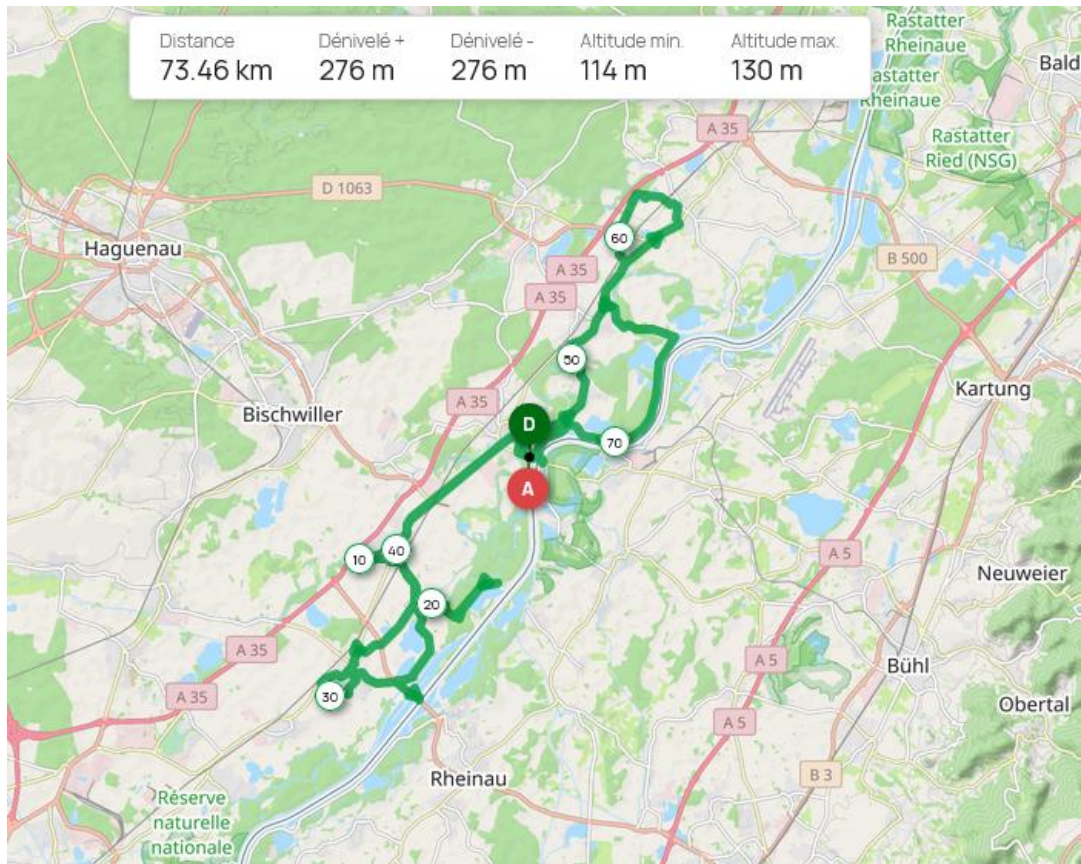 Distance
73.46 km
Dénivelé +
276 m
Dénivelé -
276 m
Altitude min.
114 m
Altitude max.
130 m
Rastatter
Rheinaue
Rheinaue
Bald
Rastatter
Ried (NSG)
A 35
D 1063
Haguenau
60
B 500
A 35
A 35
50
Kartung
A 35
Bischwiller
D
70
A
10
40
A 5
Neuweier
20
A 35
A 5
Bühl
A 35
30
Obertal
A 5
Rheinau
B 3
Réserve
naturelle
nationale